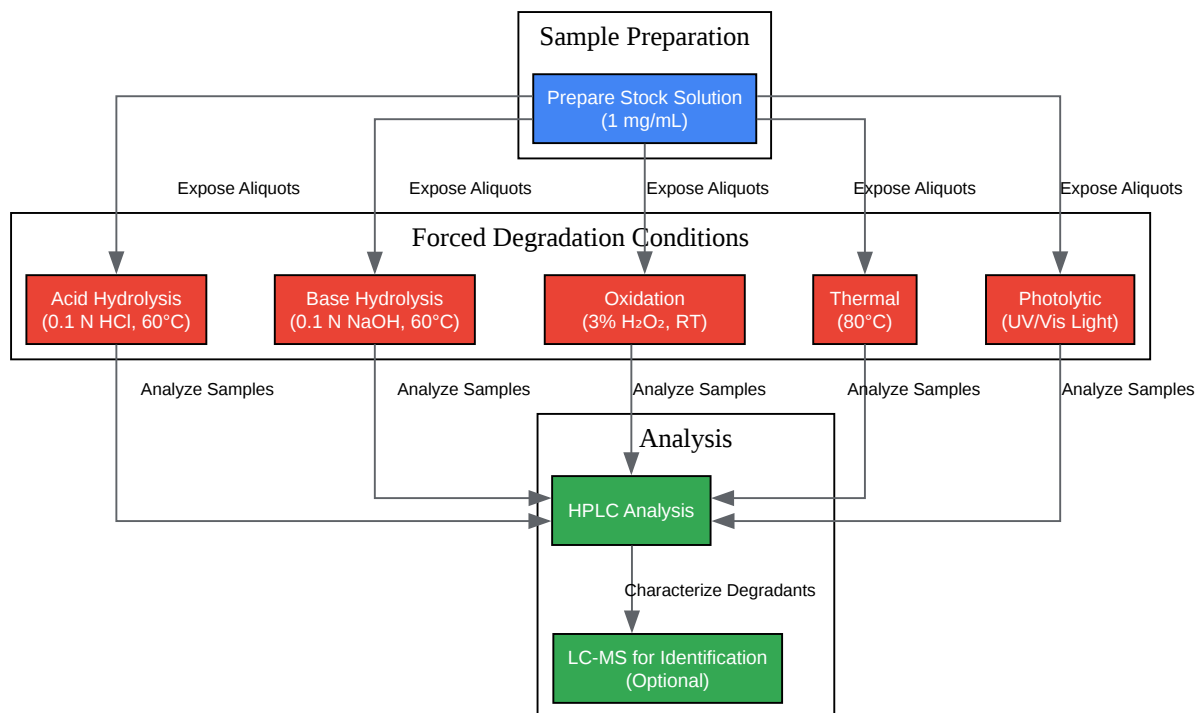 Sample Preparation
Prepare Stock Solution
(1 mg/mL)
Expose Aliquots
Expose Aliquots
Expose Aliquots
Expose Aliquots
Expose Aliquots
Forced Degradation Conditions
Acid Hydrolysis
(0.1 N HCl, 60°C)
Base Hydrolysis
(0.1 N NaOH, 60°C)
Oxidation
(3% H₂O₂, RT)
Thermal
(80°C)
Photolytic
(UV/Vis Light)
Analyze Samples
Analyze Samples
Analyze Samples
Analyze Samples
Analyze Samples
Analysis
HPLC Analysis
Characterize Degradants
LC-MS for Identification
(Optional)